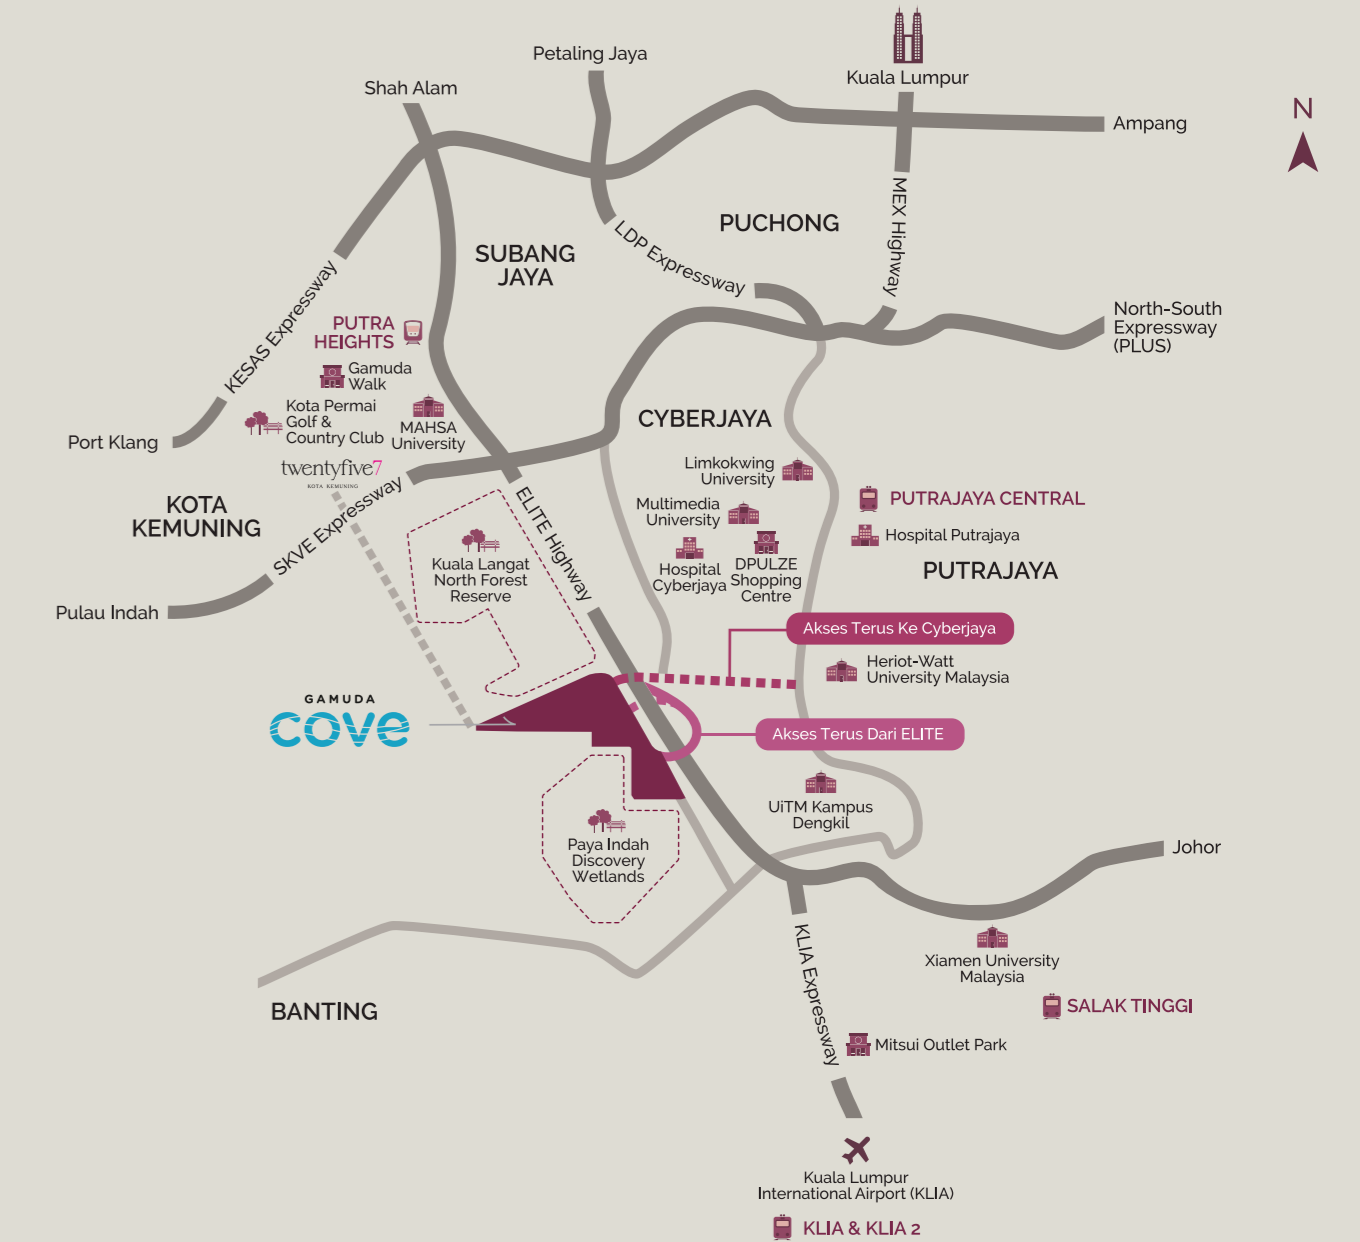 Petaling Jaya
Kuala Lumpur
Shah Alam
N
Ampang
MEX Highway
PUCHONG
LDP Expressway
SUBANG
JAYA
KESAS Expressway
North-South
Expressway
(PLUS)
PUTRA
HEIGHTS
Gamuda
Walk
Kota Permai
Golf &
Country Club
MAHSA
University
Port Klang
CYBERJAYA
twentyfive7
KOTA KEMUNING
Limkokwing
University
KOTA
KEMUNING
SKVE Expressway
ELITE Highway
Multimedia
University
PUTRAJAYA CENTRAL
Hospital Putrajaya
Kuala Langat
North Forest
Reserve
Hospital
Cyberjaya
DPULZE
Shopping
Centre
PUTRAJAYA
Pulau Indah
Akses Terus Ke Cyberjaya
Heriot-Watt
University Malaysia
GAMUDA
cove
Akses Terus Dari ELITE
UiTM Kampus
Dengkil
Paya Indah
Discovery
Wetlands
Johor
KLIA Expressway
Xiamen University
Malaysia
BANTING
SALAK TINGGI
Mitsui Outlet Park
Kuala Lumpur
International Airport (KLIA)
KLIA & KLIA 2